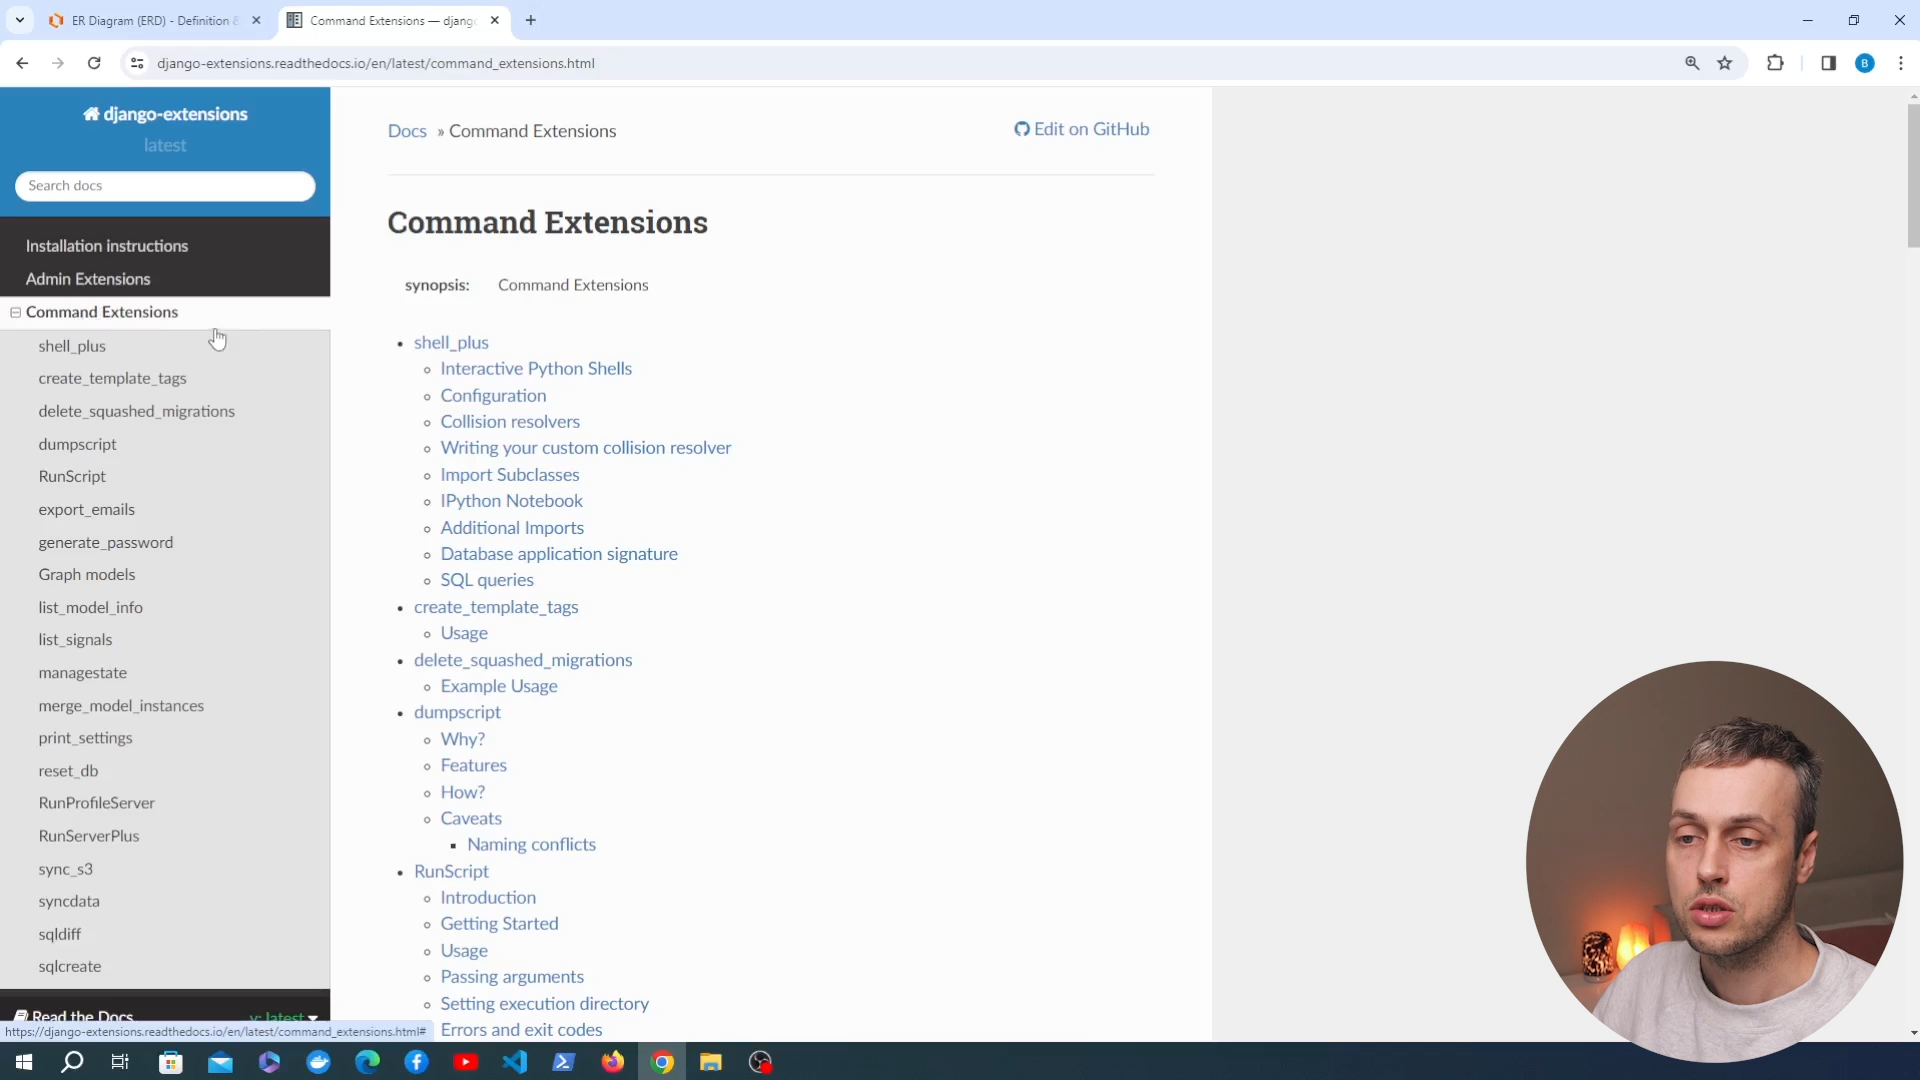 ER Diagram (ERD) - Definition &
Command Extensions — djang
django-extensions.readthedocs.io/en/latest/command_extensions.html
B
django-extensions
latest
Search docs
Installation instructions
Admin Extensions
Command Extensions
shell_plus
create_template_tags
delete_squashed_migrations
dumpscript
RunScript
export_emails
generate_password
Graph models
list_model_info
list_signals
managestate
merge_model_instances
print_settings
reset_db
RunProfileServer
RunServerPlus
sync_s3
syncdata
sqldiff
sqlcreate
Read the Docs
v: latest
https://django-extensions.readthedocs.io/en/latest/command_extensions.html#
Docs » Command Extensions
Edit on GitHub
Command Extensions
synopsis: Command Extensions
shell_plus
Interactive Python Shells
Configuration
Collision resolvers
Writing your custom collision resolver
Import Subclasses
IPython Notebook
Additional Imports
Database application signature
SQL queries
create_template_tags
Usage
delete_squashed_migrations
Example Usage
dumpscript
Why?
Features
How?
Caveats
Naming conflicts
RunScript
Introduction
Getting Started
Usage
Passing arguments
Setting execution directory
Errors and exit codes